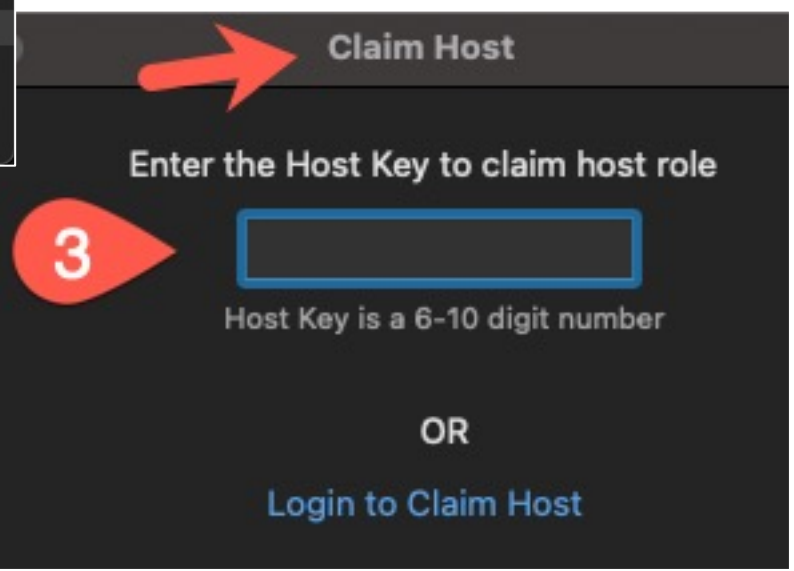 Claim Host
Enter the Host Key to claim host role
3
Host Key is a 6-10 digit number
OR
Login to Claim Host